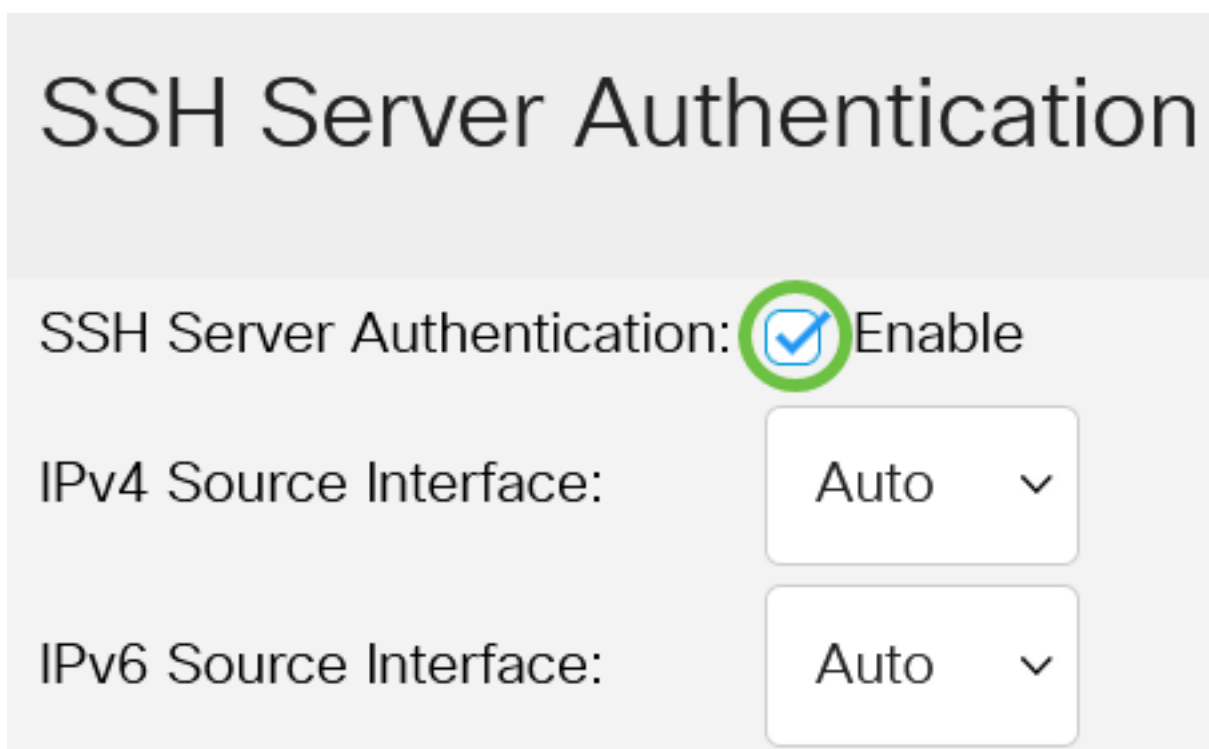 SSH Server Authentication
SSH Server Authentication: Enable
IPv4 Source Interface: Auto
IPv6 Source Interface: Auto